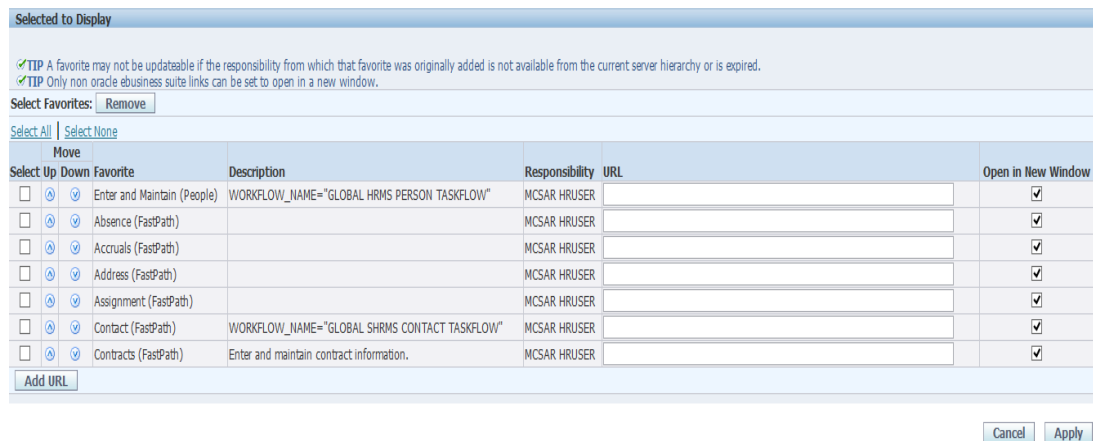 Selected to Display
TIP A favorite may not be updateable if the responsibility from which that favorite was originally added is not available from the current server hierarchy or is expired.
TIP Only non oracle ebusiness suite links can be set to open in a new window.
Select Favorites: Remove
Select All | Select None
Move
Select Up Down Favorite Description Responsibility URL Open in New Window
Enter and Maintain (People) WORKFLOW_NAME="GLOBAL HRMS PERSON TASKFLOW" MCSAR HRUSER
Absence (FastPath) MCSAR HRUSER
Accruals (FastPath) MCSAR HRUSER
Address (FastPath) MCSAR HRUSER
Assignment (FastPath) MCSAR HRUSER
Contact (FastPath) WORKFLOW_NAME="GLOBAL SHRMS CONTACT TASKFLOW" MCSAR HRUSER
Contracts (FastPath) Enter and maintain contract information. MCSAR HRUSER
Add URL
Cancel Apply